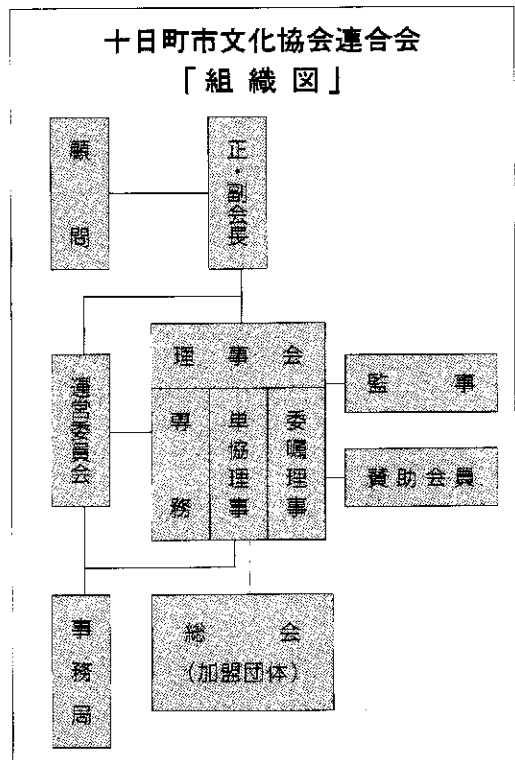 十日町市文化協会連合会
「組織図」
顧問
正・副会長
理事会
運営委員会
専務
単協理事
委嘱理事
監事
賛助会員
事務局
総会
(加盟団体)